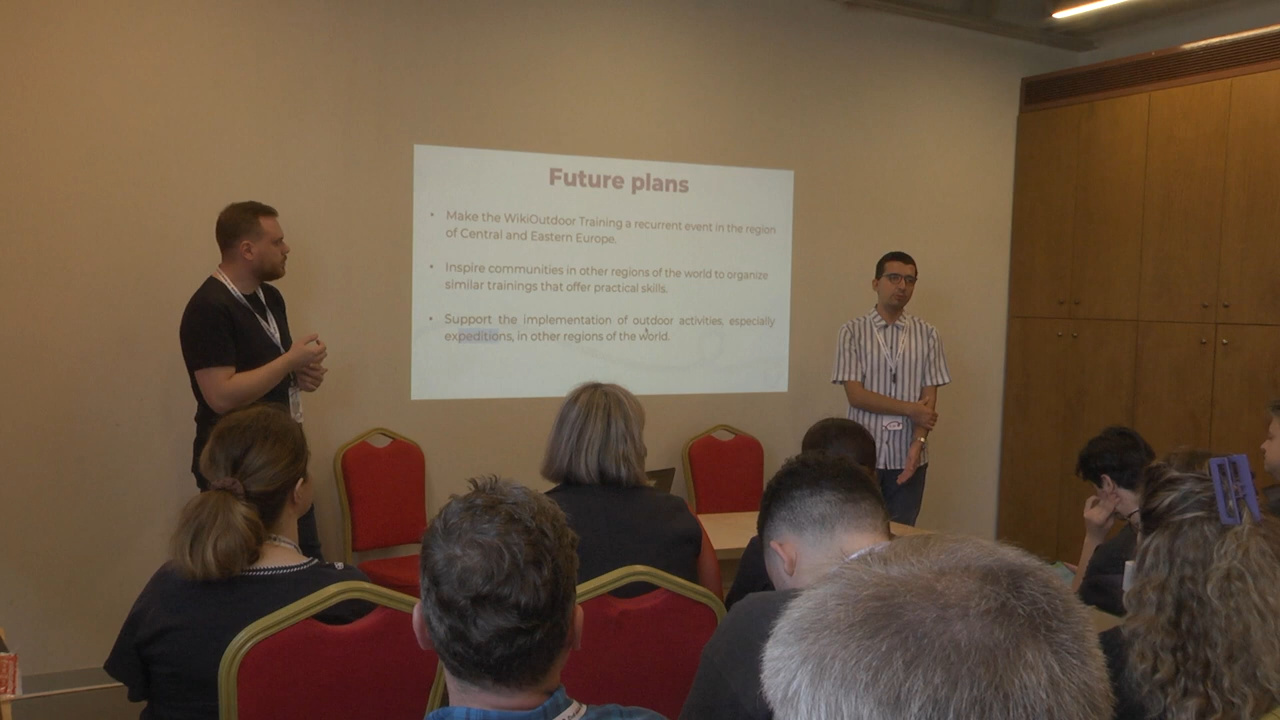 Future plans
• Make the WikiOutdoor Training a recurrent event in the region
of Central and Eastern Europe.
• Inspire communities in other regions of the world to organize
similar trainings that offer practical skills.
• Support the implementation of outdoor activities, especially
expeditions, in other regions of the world.